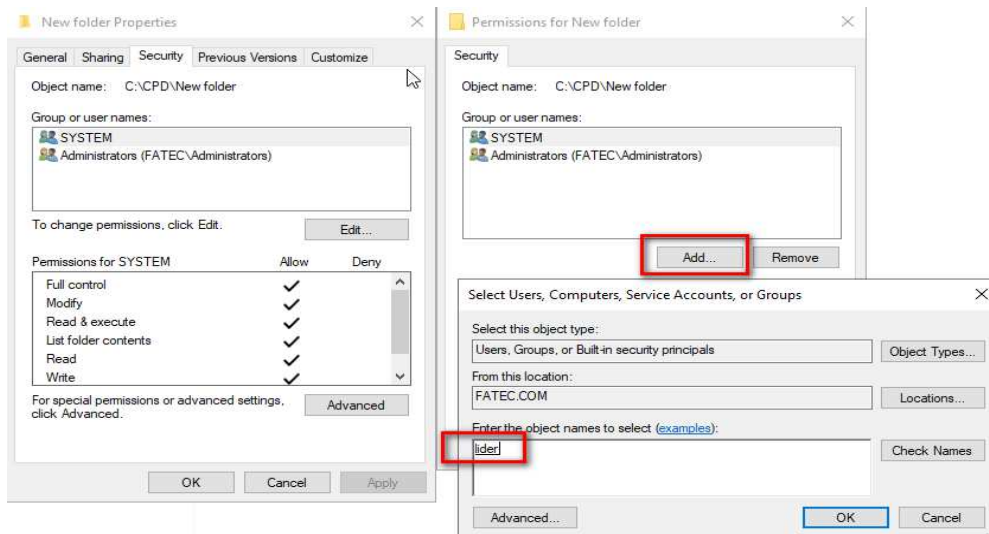 New folder Properties
General Sharing Security Previous Versions Customize
Object name: C:\CPD\New folder
Group or user names:
SYSTEM
Administrators (FATEC\Administrators)
To change permissions, click Edit.
Edit...
Permissions for SYSTEM Allow Deny
Full control
Modify
Read & execute
List folder contents
Read
Write
For special permissions or advanced settings,
click Advanced.
Advanced
OK Cancel Apply
Permissions for New folder
Security
Object name: C:\CPD\New folder
Group or user names:
SYSTEM
Administrators (FATEC\Administrators)
Add... Remove
Select Users, Computers, Service Accounts, or Groups
Select this object type:
Users, Groups, or Built-in security principals Object Types...
From this location:
FATEC.COM Locations...
Enter the object names to select (examples):
lider Check Names
Advanced... OK Cancel